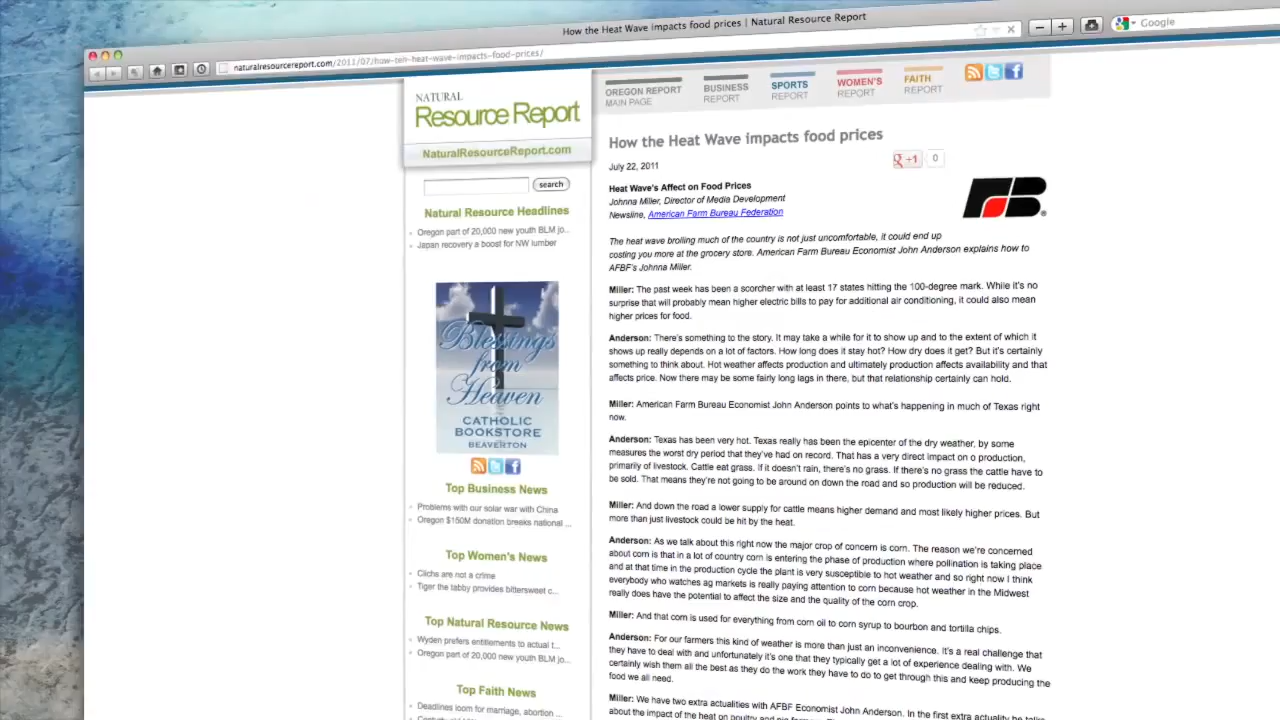 How the Heat Wave impacts food prices | Natural Resource Report
naturalresourcereport.com/2011/07/how-teh-heat-wave-impacts-food-prices/
Google
NATURAL
Resource Report
NaturalResourceReport.com
OREGON REPORT
MAIN PAGE
BUSINESS
REPORT
SPORTS
REPORT
WOMEN'S
REPORT
FAITH
REPORT
search
Natural Resource Headlines
Oregon part of 20,000 new youth BLM jo...
Japan recovery a boost for NW lumber
Blessings
from
Heaven
CATHOLIC
BOOKSTORE
BEAVERTON
Top Business News
Problems with our solar war with China
Oregon $150M donation breaks national ...
Top Women's News
Clichs are not a crime
Tiger the tabby provides bittersweet c...
Top Natural Resource News
Wyden prefers entitlements to actual t...
Oregon part of 20,000 new youth BLM jo...
Top Faith News
Deadlines loom for marriage, abortion ...
How the Heat Wave impacts food prices
July 22, 2011
+1
0
Heat Wave's Affect on Food Prices
Johnna Miller, Director of Media Development
Newsline, American Farm Bureau Federation
FB
The heat wave broiling much of the country is not just uncomfortable, it could end up
costing you more at the grocery store. American Farm Bureau Economist John Anderson explains how to
AFBF's Johnna Miller.
Miller: The past week has been a scorcher with at least 17 states hitting the 100-degree mark. While it's no
surprise that will probably mean higher electric bills to pay for additional air conditioning, it could also mean
higher prices for food.
Anderson: There's something to the story. It may take a while for it to show up and to the extent of which it
shows up really depends on a lot of factors. How long does it stay hot? How dry does it get? But it's certainly
something to think about. Hot weather affects production and ultimately production affects availability and that
affects price. Now there may be some fairly long lags in there, but that relationship certainly can hold.
Miller: American Farm Bureau Economist John Anderson points to what's happening in much of Texas right
now.
Anderson: Texas has been very hot. Texas really has been the epicenter of the dry weather, by some
measures the worst dry period that they've had on record. That has a very direct impact on o production,
primarily of livestock. Cattle eat grass. If it doesn't rain, there's no grass. If there's no grass the cattle have to
be sold. That means they're not going to be around on down the road and so production will be reduced.
Miller: And down the road a lower supply for cattle means higher demand and most likely higher prices. But
more than just livestock could be hit by the heat.
Anderson: As we talk about this right now the major crop of concern is corn. The reason we're concerned
about corn is that in a lot of country corn is entering the phase of production where pollination is taking place
and at that time in the production cycle the plant is very susceptible to hot weather and so right now I think
everybody who watches ag markets is really paying attention to corn because hot weather in the Midwest
really does have the potential to affect the size and the quality of the corn crop.
Miller: And that corn is used for everything from corn oil to corn syrup to bourbon and tortilla chips.
Anderson: For our farmers this kind of weather is more than just an inconvenience. It's a real challenge that
they have to deal with and unfortunately it's one that they typically get a lot of experience dealing with. We
certainly wish them all the best as they do the work they have to do to get through this and keep producing the
food we all need.
Miller: We have two extra actualities with AFBF Economist John Anderson. In the first extra actuality he talks
about the impact of the heat on poultry and